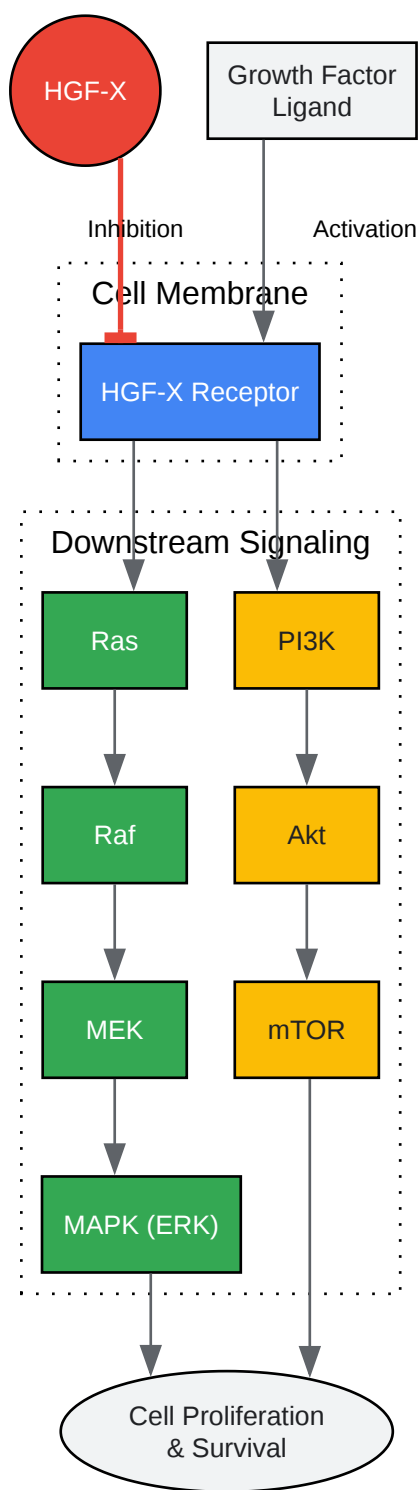 HGF-X
Growth Factor
Ligand
Inhibition
Activation
Cell Membrane
HGF-X Receptor
Downstream Signaling
Ras
PI3K
Raf
Akt
MEK
mTOR
MAPK (ERK)
Cell Proliferation
& Survival